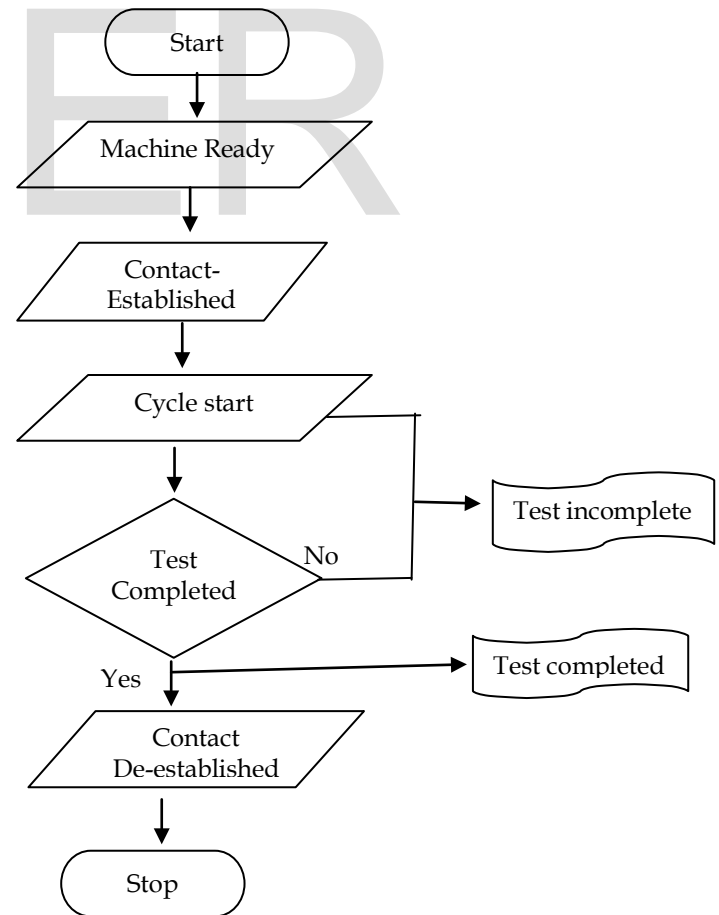 ER
Start
Machine Ready
Contact-
Established
Cycle start
Test incomplete
Test
Completed
No
Yes
Test completed
Contact
De-established
Stop